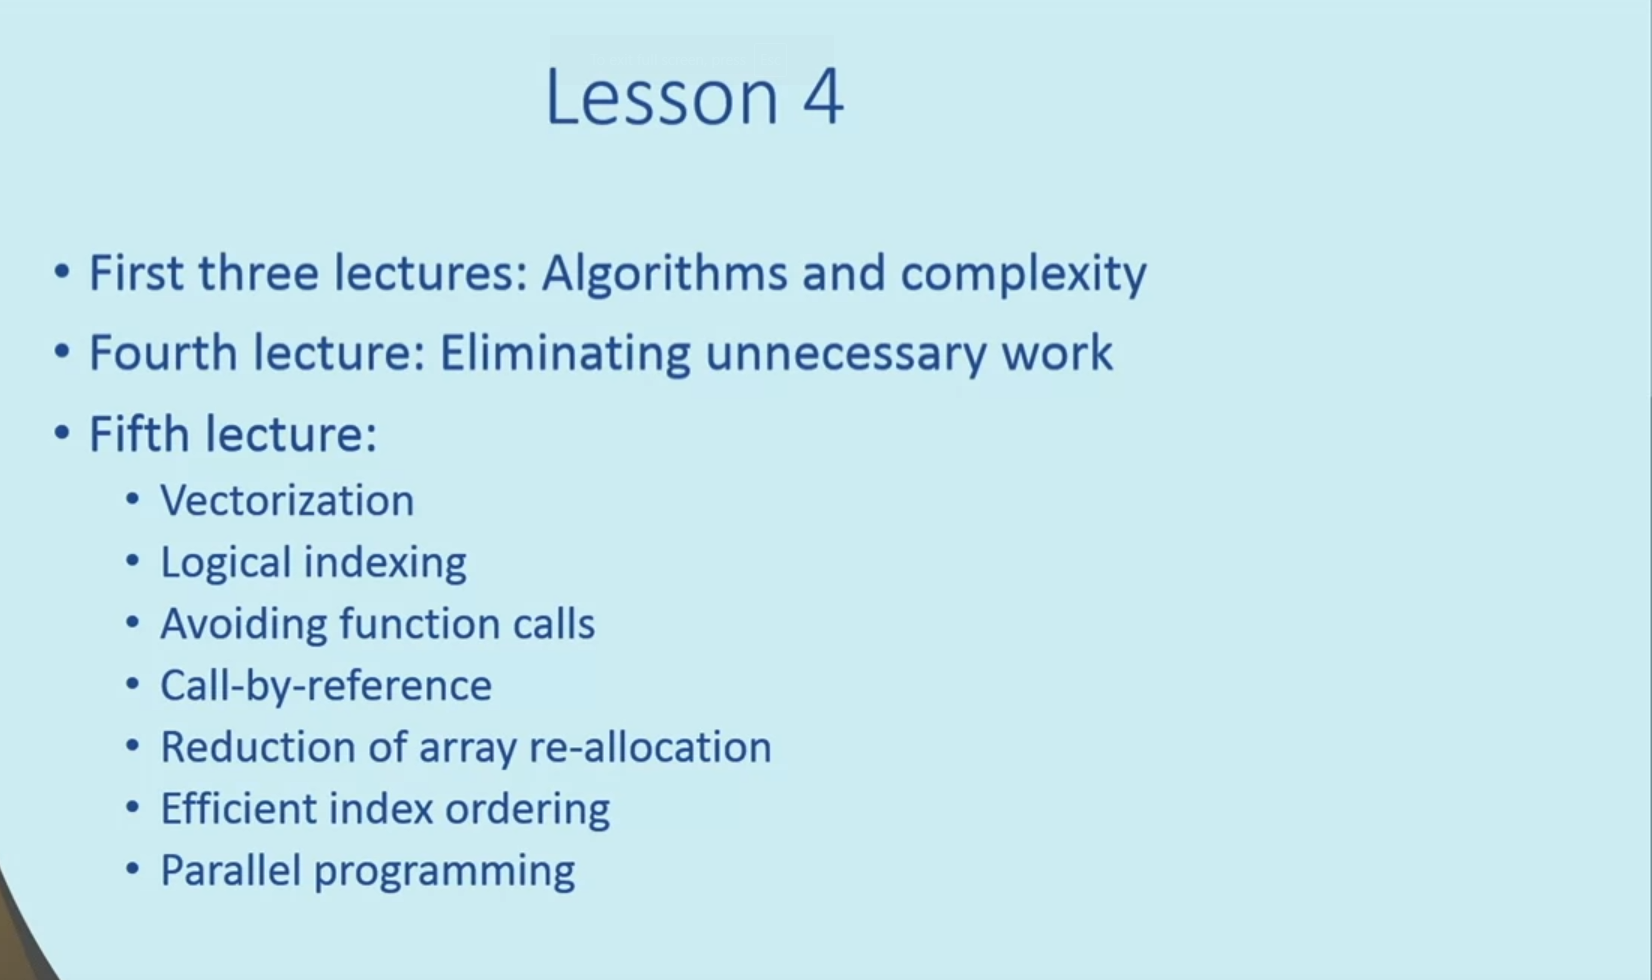 Lesson 4
• First three lectures: Algorithms and complexity
• Fourth lecture: Eliminating unnecessary work
• Fifth lecture:
• Vectorization
• Logical indexing
• Avoiding function calls
• Call-by-reference
• Reduction of array re-allocation
• Efficient index ordering
• Parallel programming